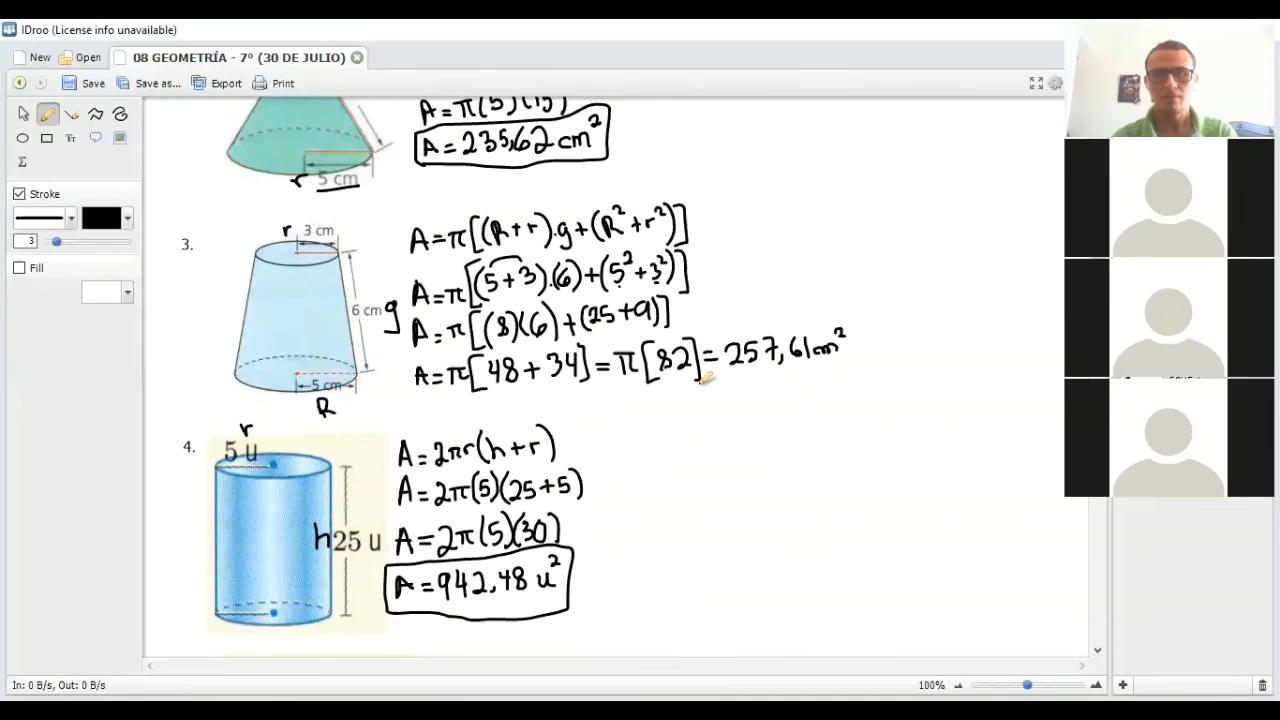 IDroo (License info unavailable)
New Open 08 GEOMETRÍA - 7º (30 DE JULIO)
Save Save as... Export Print
Stroke
3
Fill
A=π(5)(15)
A=235,62 cm²
r 5 cm
3.
r 3 cm
6 cm g
5 cm
R
A=π[(R+r).g+(R²+r²)]
A=π[(5+3).(6)+(5²+3²)]
A=π[(8)(6)+(25+9)]
A=π[48+34]=π[82]=257,61cm²
4.
r
5 u
h 25 u
A=2πr(h+r)
A=2π(5)(25+5)
A=2π(5)(30)
A=942,48 u²
In: 0 B/s, Out: 0 B/s
100%